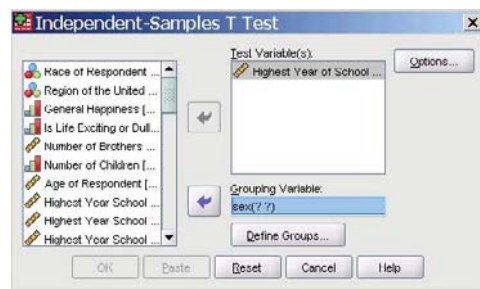 Independent-Samples T Test
Race of Respondent ...
Region of the United ...
General Happiness [...
Is Life Exciting or Dull...
Number of Brothers ...
Number of Children [...
Age of Respondent [...
Highest Year School ...
Highest Year School ...
Highest Year School ...
Test Variable(s):
Highest Year of School ...
Options...
Grouping Variable:
sex(? ?)
Define Groups...
OK
Paste
Reset
Cancel
Help